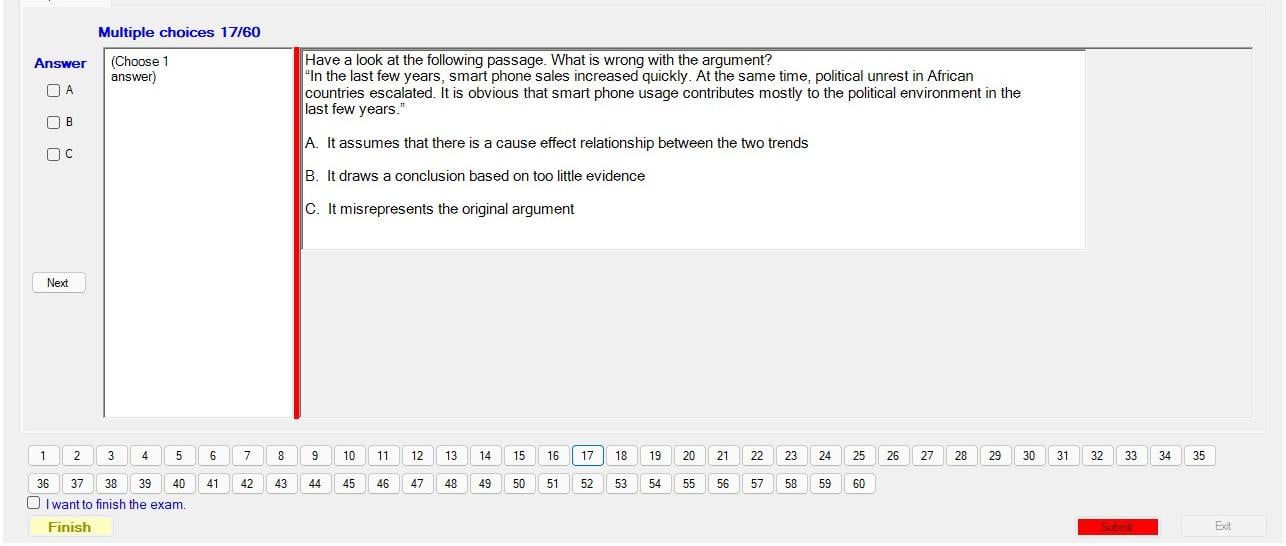 Multiple choices 17/60
Answer
(Choose 1
answer)
A
B
C
Next
Have a look at the following passage. What is wrong with the argument?
"In the last few years, smart phone sales increased quickly. At the same time, political unrest in African
countries escalated. It is obvious that smart phone usage contributes mostly to the political environment in the
last few years."
A. It assumes that there is a cause effect relationship between the two trends
B. It draws a conclusion based on too little evidence
C. It misrepresents the original argument
1 2 3 4 5 6 7 8 9 10 11 12 13 14 15 16 17 18 19 20 21 22 23 24 25 26 27 28 29 30 31 32 33 34 35
36 37 38 39 40 41 42 43 44 45 46 47 48 49 50 51 52 53 54 55 56 57 58 59 60
I want to finish the exam.
Finish
Submit
Exit